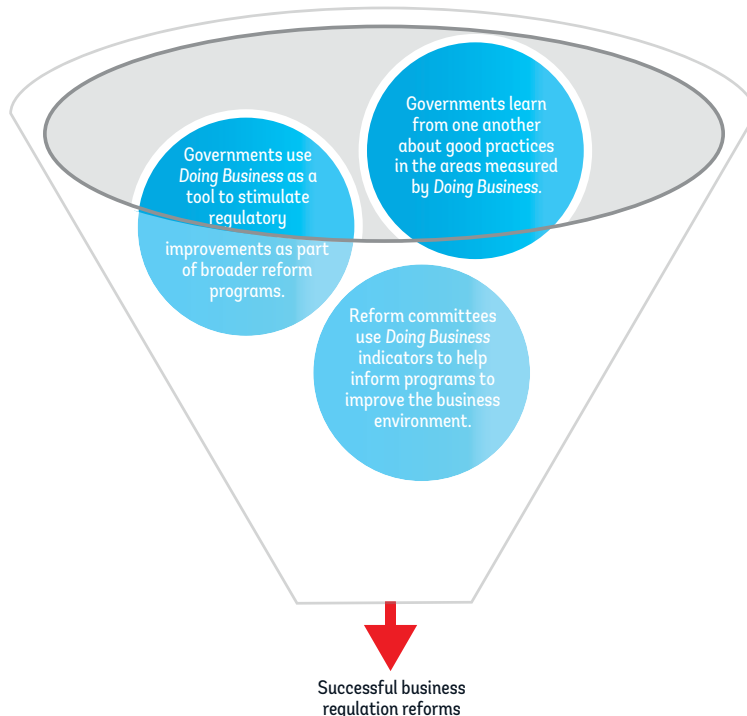 Governments use
Doing Business as a
tool to stimulate
regulatory
improvements as part
of broader reform
programs.
Governments learn
from one another
about good practices
in the areas measured
by Doing Business.
Reform committees
use Doing Business
indicators to help
inform programs to
improve the business
environment.
Successful business
regulation reforms